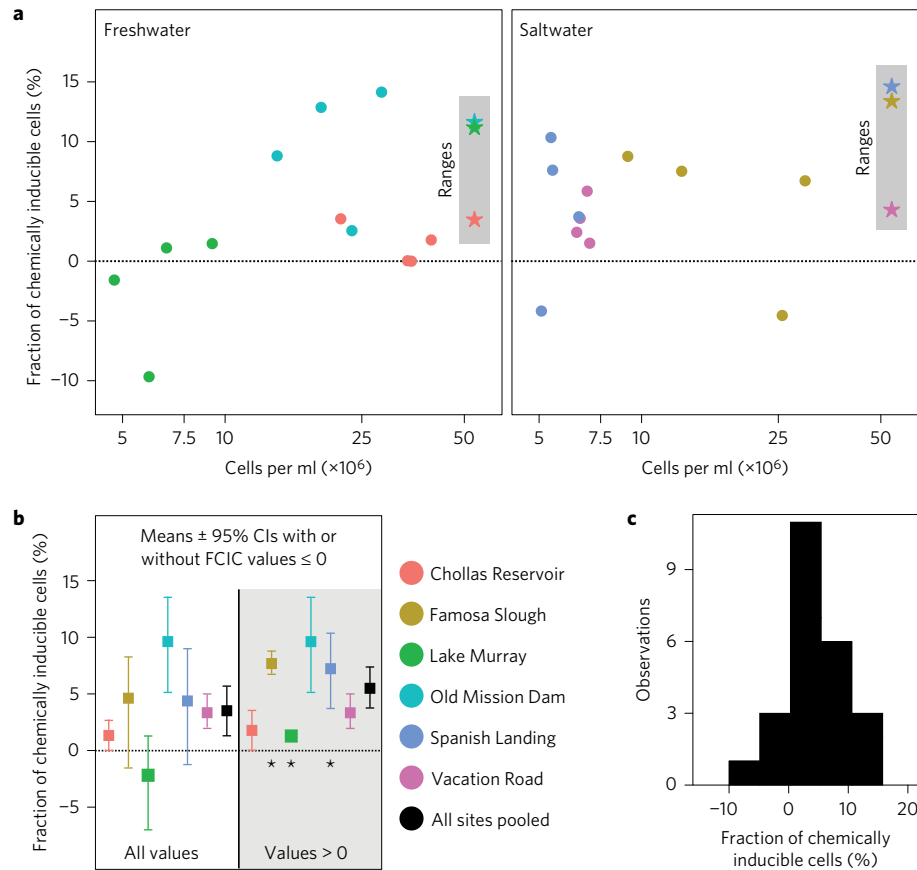 a
Freshwater
Saltwater
Fraction of chemically inducible cells (%)
15
10
5
0
−5
−10
Ranges
Ranges
5 7.5 10 25 50
5 7.5 10 25 50
Cells per ml (×10⁶)
Cells per ml (×10⁶)
b
Means ± 95% CIs with or
without FCIC values ≤ 0
Fraction of chemically inducible cells (%)
15
10
5
0
−5
* * *
All values
Values > 0
Chollas Reservoir
Famosa Slough
Lake Murray
Old Mission Dam
Spanish Landing
Vacation Road
All sites pooled
c
Observations
9
6
3
0
−10 0 10 20
Fraction of chemically
inducible cells (%)